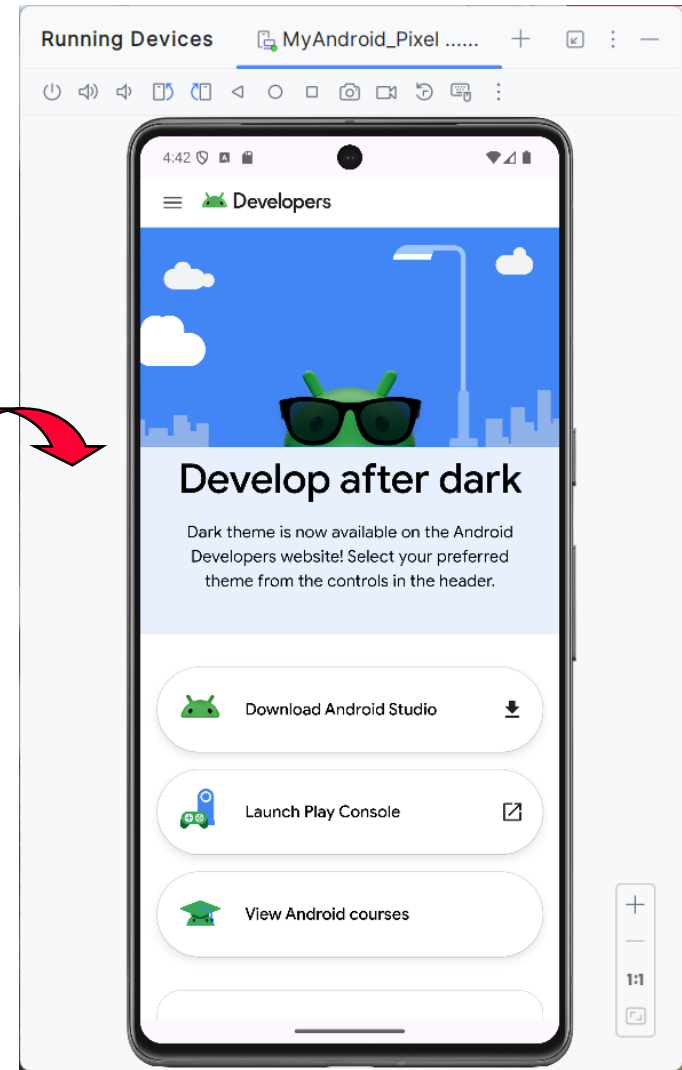 Running Devices MyAndroid_Pixel ......
4:42
Developers
Develop after dark
Dark theme is now available on the Android
Developers website! Select your preferred
theme from the controls in the header.
Download Android Studio
Launch Play Console
View Android courses
1:1